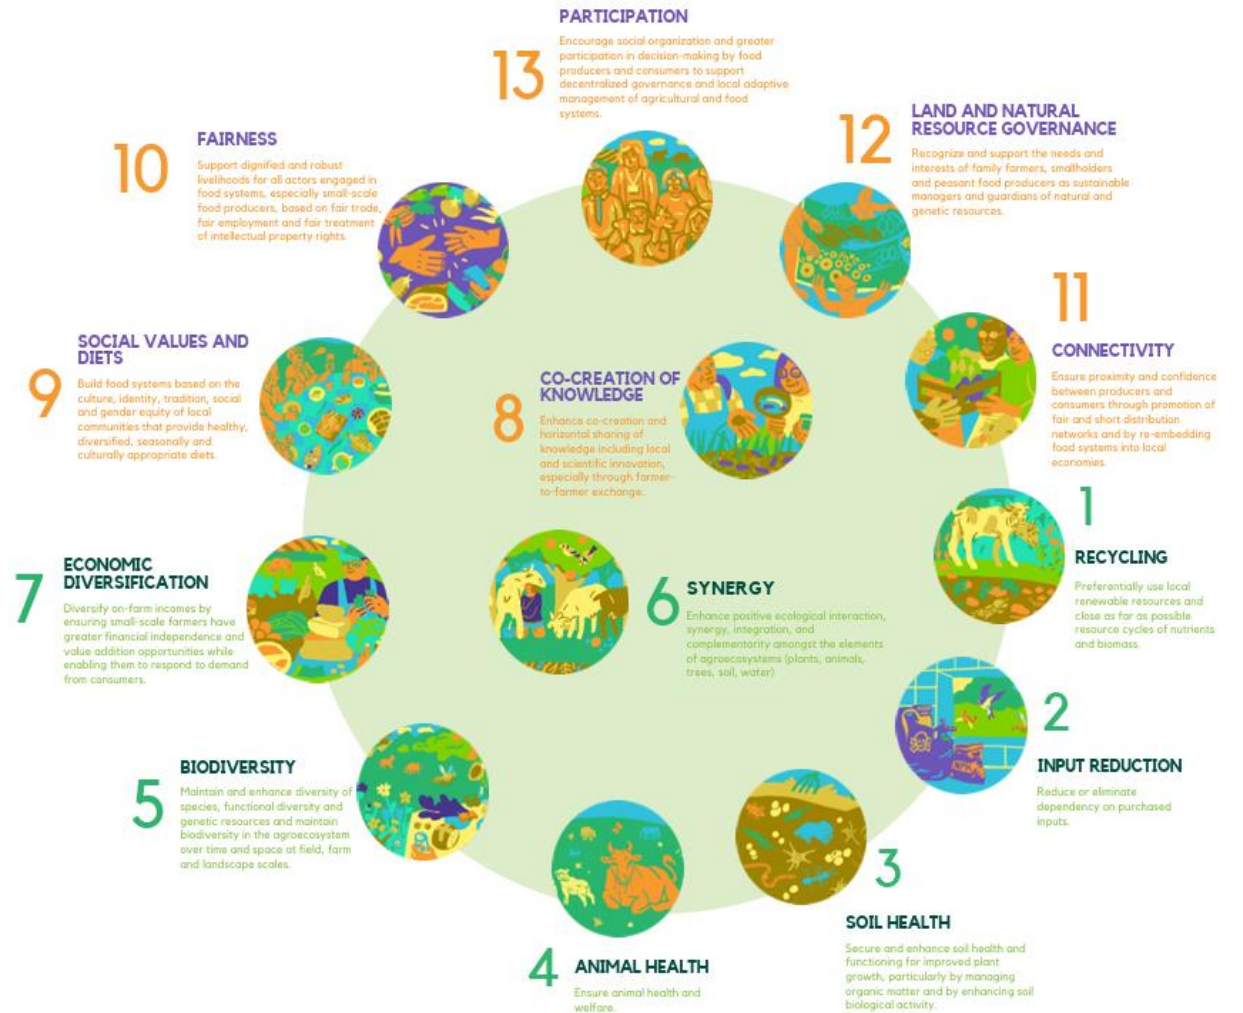 PARTICIPATION
13
Encourage social organization and greater
participation in decision-making by food
producers and consumers to support
decentralized governance and local adaptive
management of agricultural and food
systems.
12
LAND AND NATURAL
RESOURCE GOVERNANCE
Recognize and support the needs and
interests of family farmers, smallholders
and peasant food producers as sustainable
managers and guardians of natural and
genetic resources.
10
FAIRNESS
Support dignified and robust
livelihoods for all actors engaged in
food systems, especially small-scale
food producers, based on fair trade,
fair employment and fair treatment
of intellectual property rights.
11
CONNECTIVITY
Ensure proximity and confidence
between producers and
consumers through promotion of
fair and short distribution
networks and by re-embedding
food systems into local
economies.
9
SOCIAL VALUES AND
DIETS
Build food systems based on the
culture, identity, tradition, social
and gender equity of local
communities that provide healthy,
diversified, seasonally and
culturally appropriate diets.
8
CO-CREATION OF
KNOWLEDGE
Enhance co-creation and
horizontal sharing of
knowledge including local
and scientific innovation,
especially through farmer-
to-farmer exchange.
1
RECYCLING
Preferentially use local
renewable resources and
close as far as possible
resource cycles of nutrients
and biomass.
7
ECONOMIC
DIVERSIFICATION
Diversify on-farm incomes by
ensuring small-scale farmers have
greater financial independence and
value addition opportunities while
enabling them to respond to demand
from consumers.
6
SYNERGY
Enhance positive ecological interaction,
synergy, integration, and
complementarity amongst the elements
of agroecosystems (plants, animals,
trees, soil, water)
2
INPUT REDUCTION
Reduce or eliminate
dependency on purchased
inputs.
NPK
5
BIODIVERSITY
Maintain and enhance diversity of
species, functional diversity and
genetic resources and maintain
biodiversity in the agroecosystem
over time and space at field, farm
and landscape scales.
3
SOIL HEALTH
Secure and enhance soil health and
functioning for improved plant
growth, particularly by managing
organic matter and by enhancing soil
biological activity.
4
ANIMAL HEALTH
Ensure animal health and
welfare.